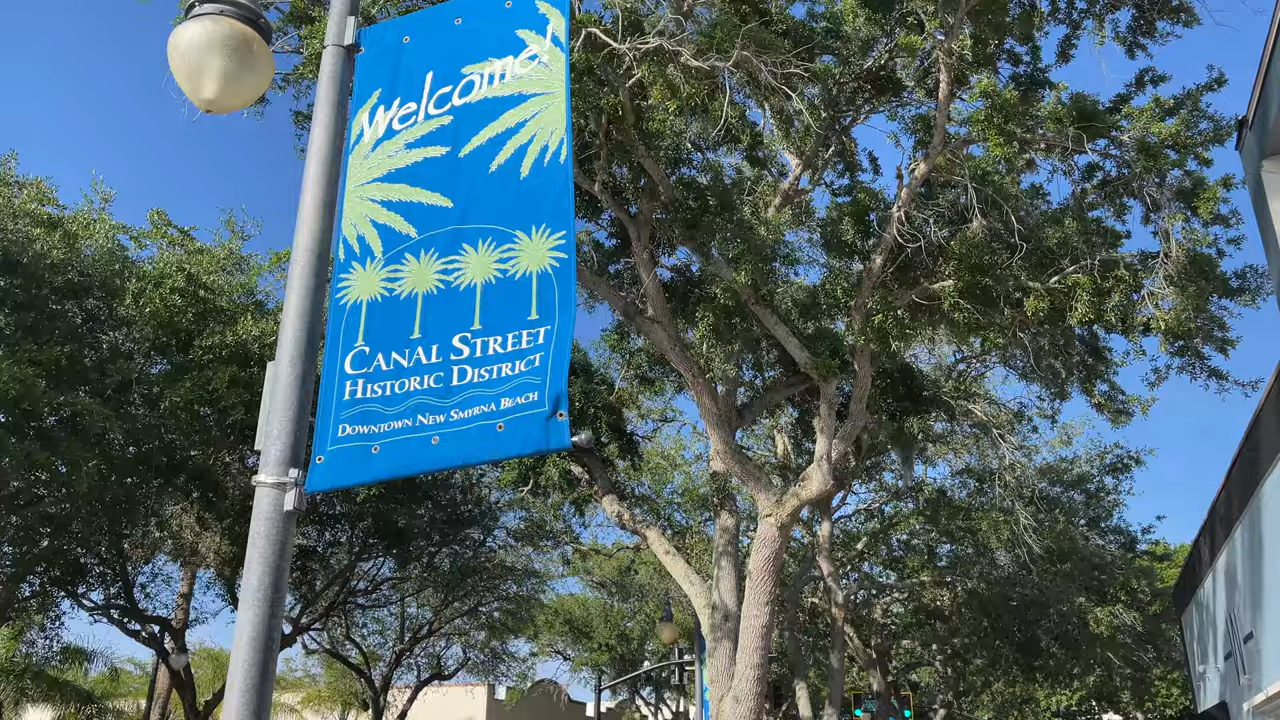 Welcome!
CANAL STREET
HISTORIC DISTRICT
DOWNTOWN NEW SMYRNA BEACH